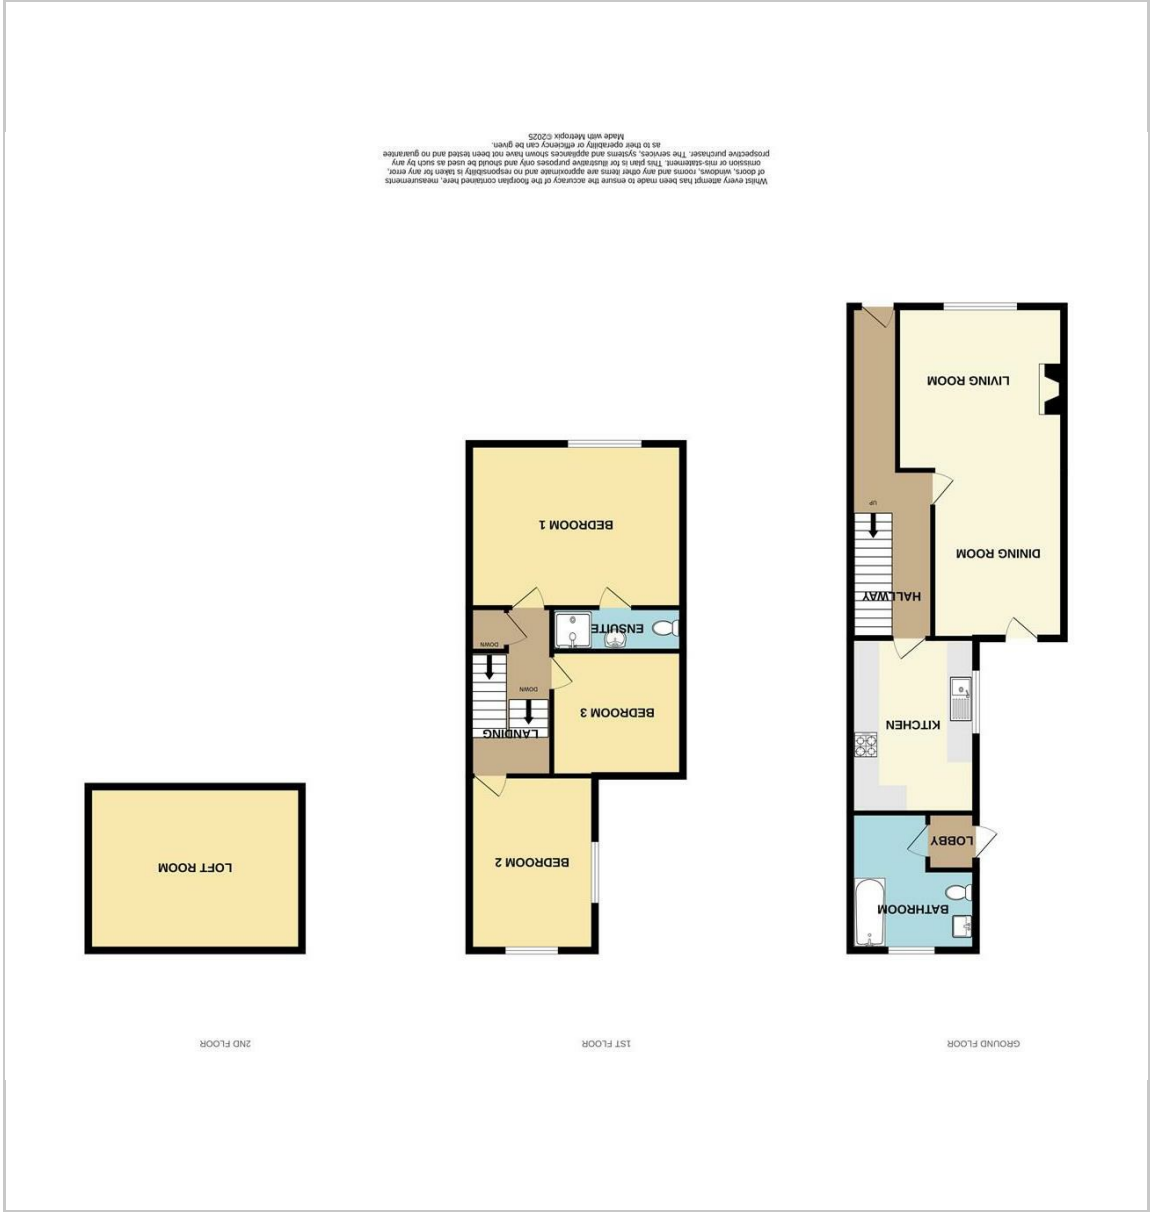 GROUND FLOOR
BATHROOM
LOBBY
KITCHEN
HALLWAY
DINING ROOM
UP
LIVING ROOM
1ST FLOOR
BEDROOM 2
LANDING
BEDROOM 3
DOWN
DOWN
ENSUITE
BEDROOM 1
2ND FLOOR
LOFT ROOM
Whilst every attempt has been made to ensure the accuracy of the floorplan contained here, measurements
of doors, windows, rooms and any other items are approximate and no responsibility is taken for any error,
omission or mis-statement. This plan is for illustrative purposes only and should be used as such by any
prospective purchaser. The services, systems and appliances shown have not been tested and no guarantee
as to their operability or efficiency can be given.
Made with Metropix ©2025